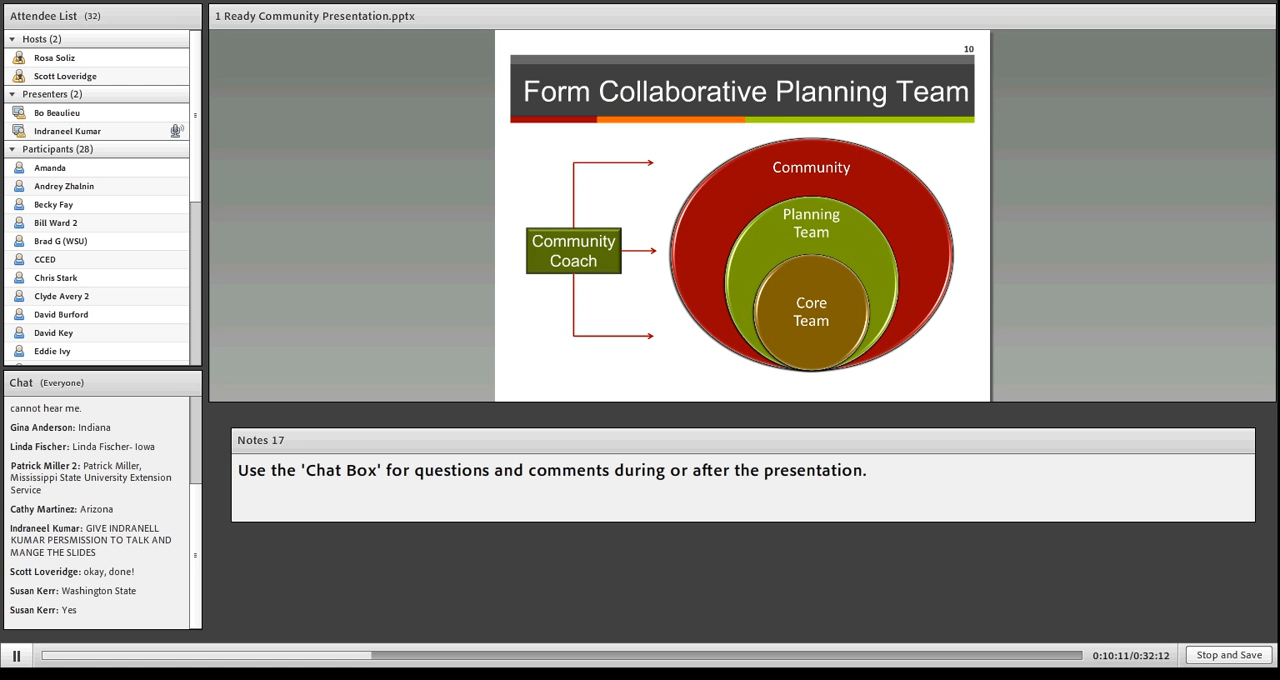 Attendee List (32)
Hosts (2)
Rosa Soliz
Scott Loveridge
Presenters (2)
Bo Beaulieu
Indraneel Kumar
Participants (28)
Amanda
Andrey Zhalnin
Becky Fay
Bill Ward 2
Brad G (WSU)
CCED
Chris Stark
Clyde Avery 2
David Burford
David Key
Eddie Ivy
Chat (Everyone)
cannot hear me.
Gina Anderson: Indiana
Linda Fischer: Linda Fischer- Iowa
Patrick Miller 2: Patrick Miller,
Mississippi State University Extension
Service
Cathy Martinez: Arizona
Indraneel Kumar: GIVE INDRANELL
KUMAR PERSMISSION TO TALK AND
MANGE THE SLIDES
Scott Loveridge: okay, done!
Susan Kerr: Washington State
Susan Kerr: Yes
1 Ready Community Presentation.pptx
10
Form Collaborative Planning Team
Community
Coach
Community
Planning
Team
Core
Team
Notes 17
Use the 'Chat Box' for questions and comments during or after the presentation.
0:10:11/0:32:12
Stop and Save